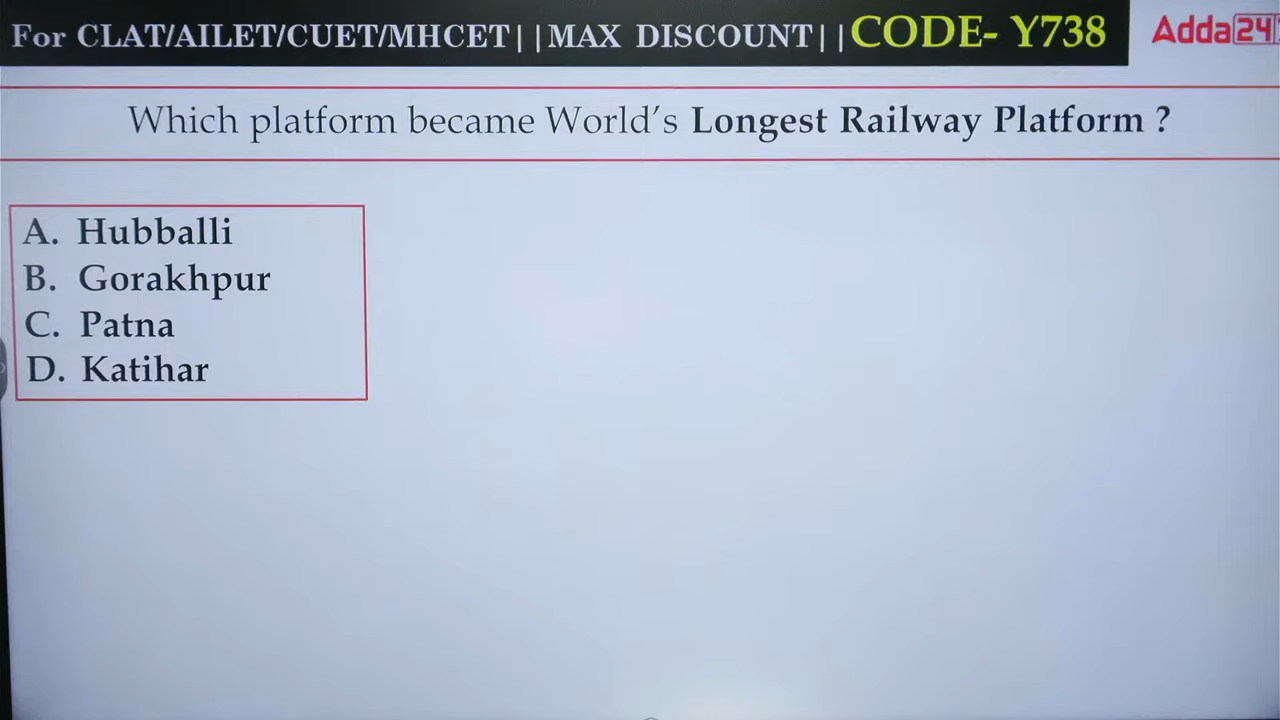 For CLAT/AILET/CUET/MHCET||MAX DISCOUNT||CODE- Y738
Adda24
Which platform became World's Longest Railway Platform ?
A. Hubballi
B. Gorakhpur
C. Patna
D. Katihar